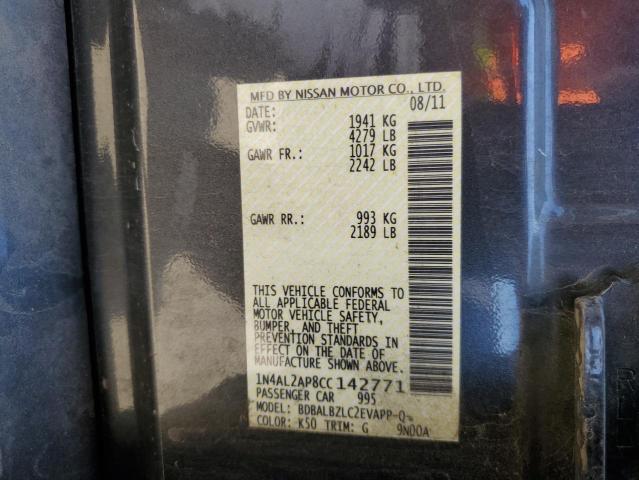 MFD BY NISSAN MOTOR CO., LTD.
DATE: 08/11
GVWR: 1941 KG
4279 LB
GAWR FR.: 1017 KG
2242 LB
GAWR RR.: 993 KG
2189 LB
THIS VEHICLE CONFORMS TO
ALL APPLICABLE FEDERAL
MOTOR VEHICLE SAFETY,
BUMPER, AND THEFT
PREVENTION STANDARDS IN
EFFECT ON THE DATE OF
MANUFACTURE SHOWN ABOVE.
1N4AL2AP8CC142771
PASSENGER CAR 995
MODEL: BDBALBZLC2EVAPP-Q-
COLOR: K50 TRIM: G 9N00A